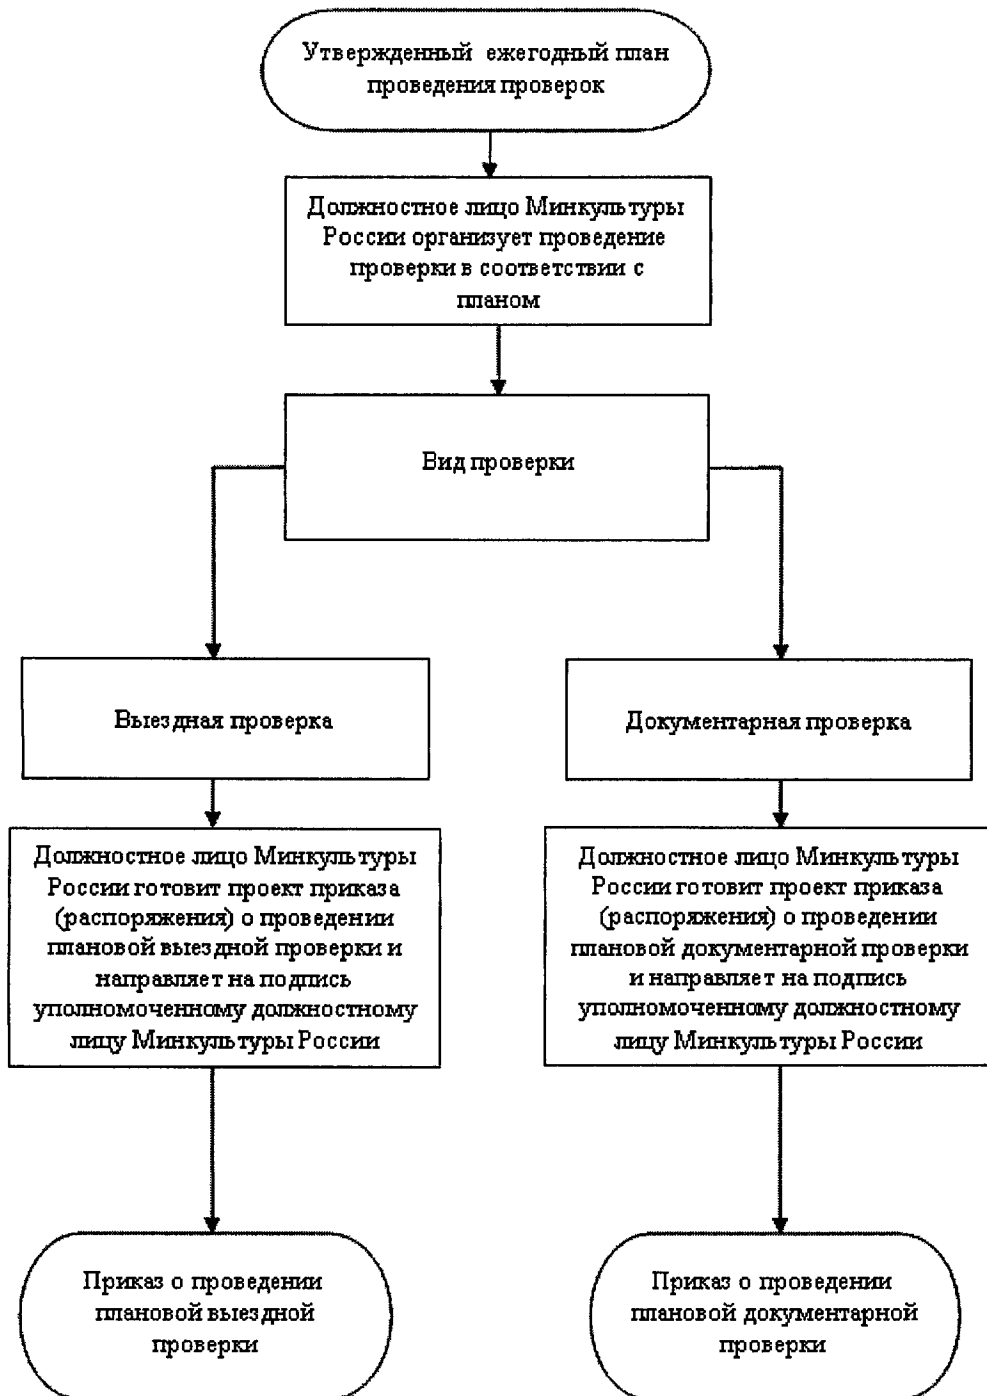 Утвержденный ежегодный план
проведения проверок
Должностное лицо Минкультуры
России организует проведение
проверки в соответствии с
планом
Вид проверки
Выездная проверка
Документарная проверка
Должностное лицо Минкультуры
России готовит проект приказа
(распоряжения) о проведении
плановой выездной проверки и
направляет на подпись
уполномоченному должностному
лицу Минкультуры России
Должностное лицо Минкультуры
России готовит проект приказа
(распоряжения) о проведении
плановой документарной проверки
и направляет на подпись
уполномоченному должностному
лицу Минкультуры России
Приказ о проведении
плановой выездной
проверки
Приказ о проведении
плановой документарной
проверки